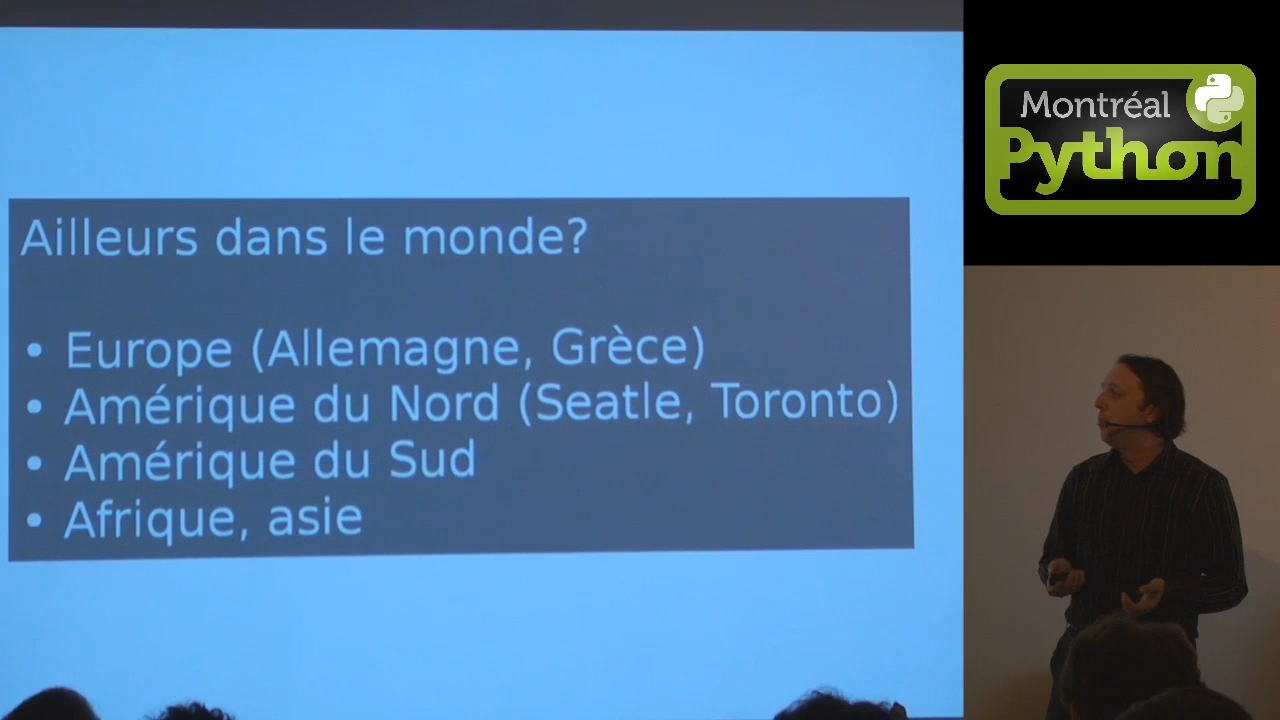 Ailleurs dans le monde?
• Europe (Allemagne, Grèce)
• Amérique du Nord (Seatle, Toronto)
• Amérique du Sud
• Afrique, asie
Montréal
Python